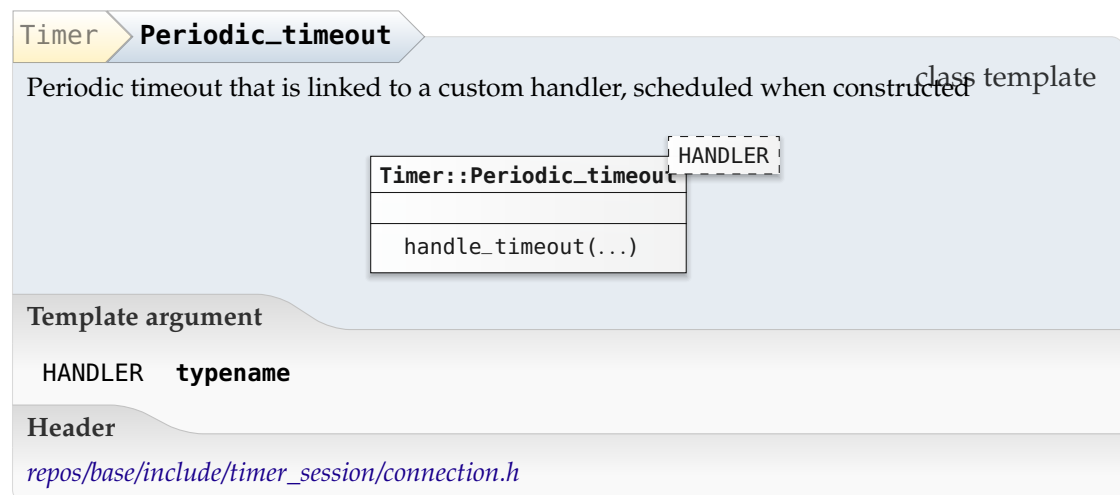 Timer Periodic_timeout
class template
Periodic timeout that is linked to a custom handler, scheduled when constructed
HANDLER
Timer::Periodic_timeout
handle_timeout(...)
Template argument
HANDLER typename
Header
repos/base/include/timer_session/connection.h